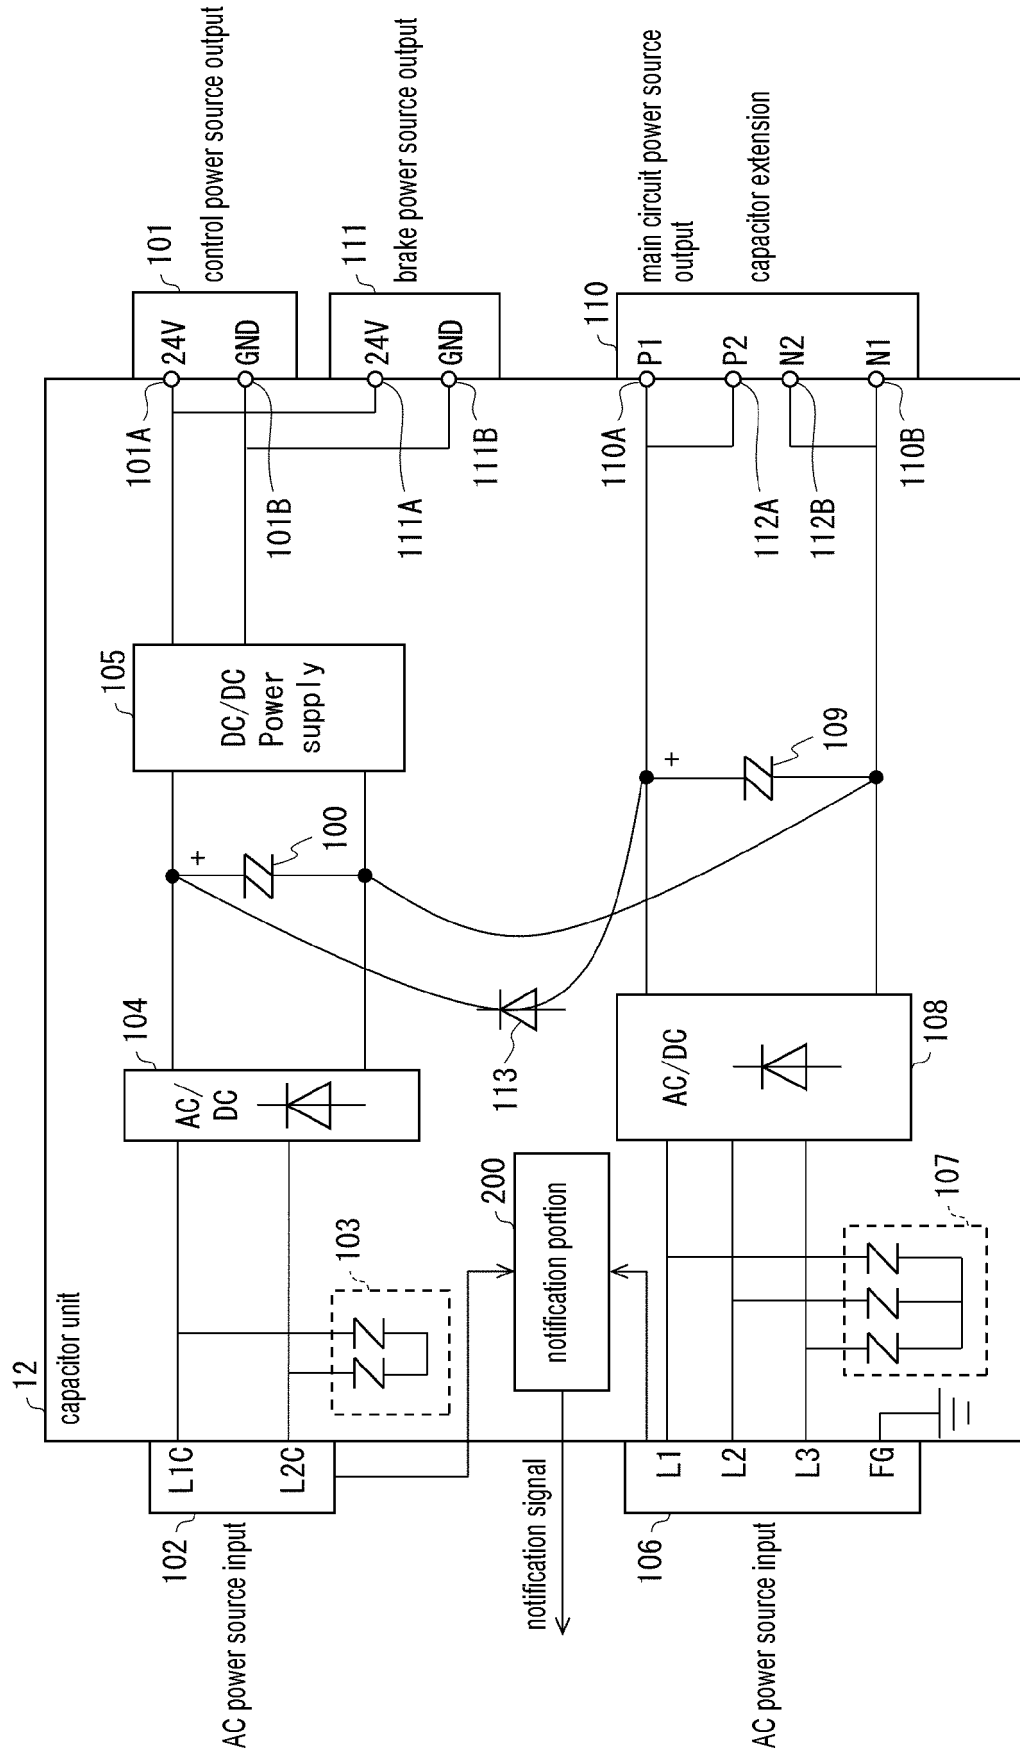 12
capacitor unit
AC power source input
102
L1C
L2C
103
104
AC/
DC
100
+
105
DC/DC
Power
supply
101A
101B
24V
GND
101
control power source output
111A
111B
24V
GND
111
brake power source output
notification signal
200
notification portion
113
AC power source input
106
L1
L2
L3
FG
107
AC/DC
108
+
109
110A
112A
112B
110B
P1
P2
N2
N1
110
main circuit power source
output
capacitor extension